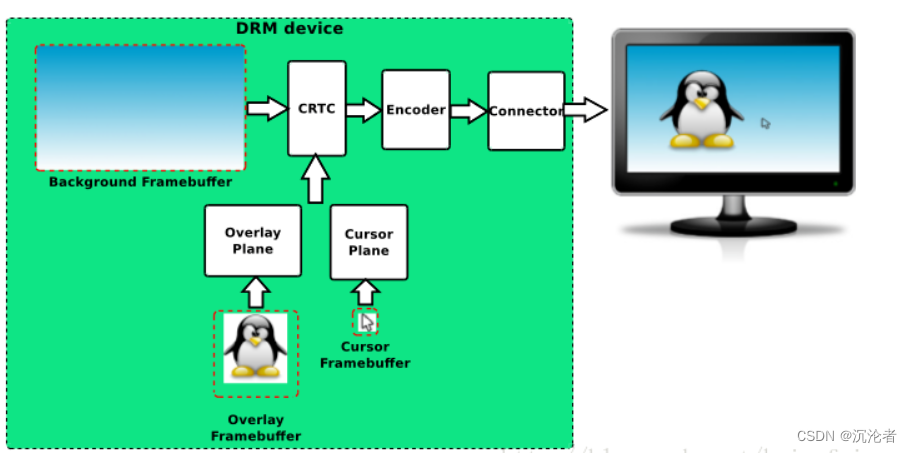 DRM device
CRTC
Encoder
Connector
Background Framebuffer
Overlay
Plane
Cursor
Plane
Cursor
Framebuffer
Overlay
Framebuffer
CSDN @沉沦者